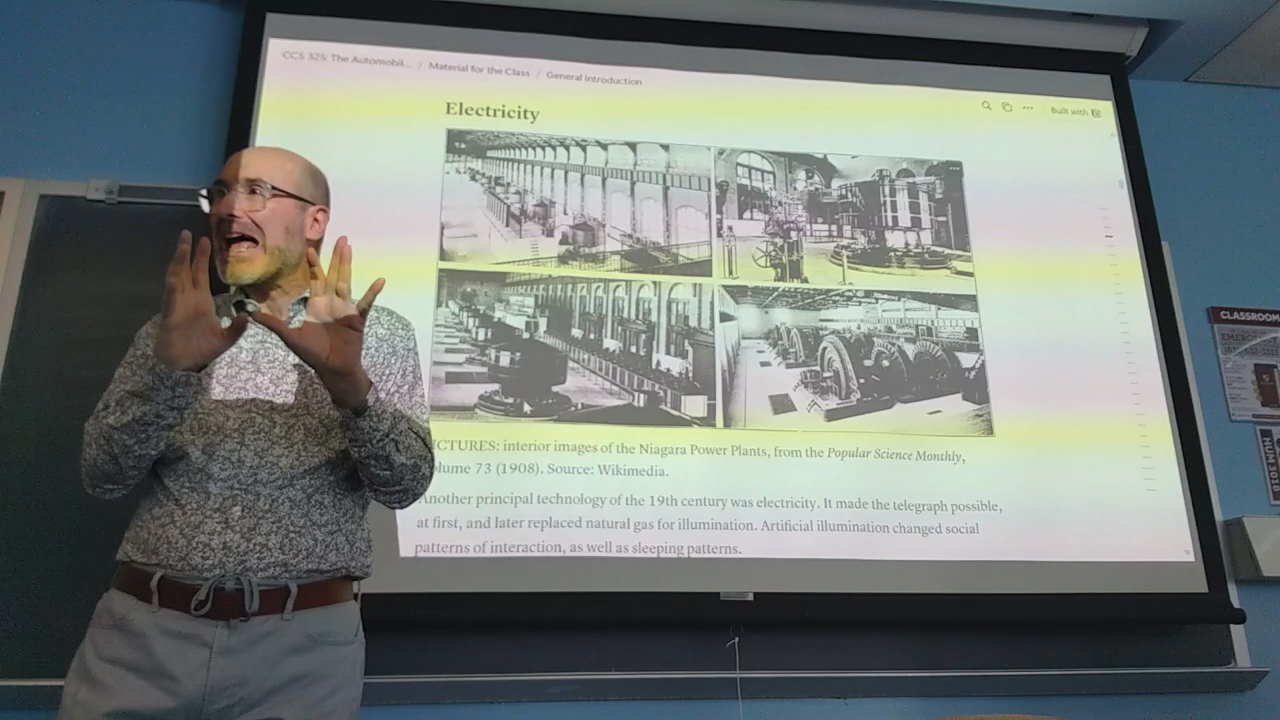 CCS 325: The Automobil... / Material for the Class / General Introduction
Built with
Electricity
ICTURES: interior images of the Niagara Power Plants, from the Popular Science Monthly,
lume 73 (1908). Source: Wikimedia.
Another principal technology of the 19th century was electricity. It made the telegraph possible,
at first, and later replaced natural gas for illumination. Artificial illumination changed social
patterns of interaction, as well as sleeping patterns.
CLASSROOM
HUM 3018